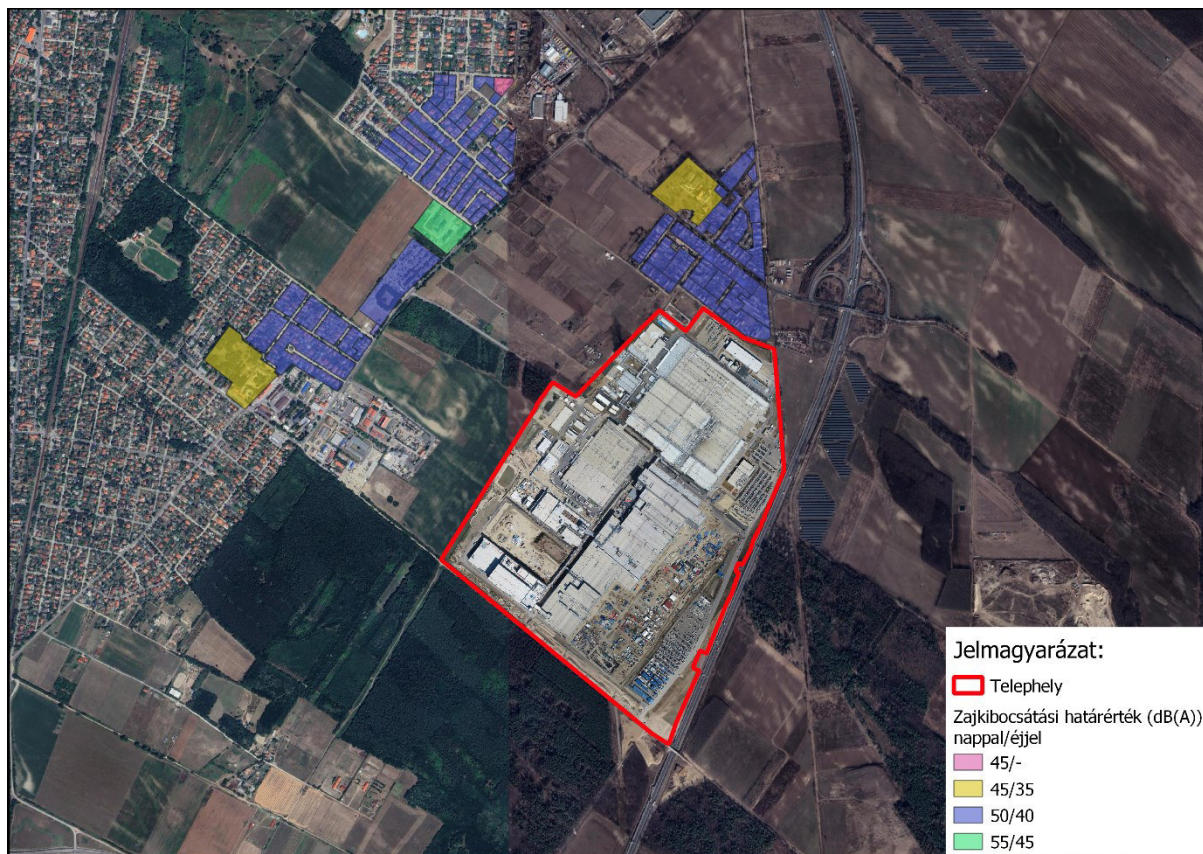 Jelmagyarázat:
Telephely
Zajkibocsátási határérték (dB(A))
nappal/éjjel
45/-
45/35
50/40
55/45